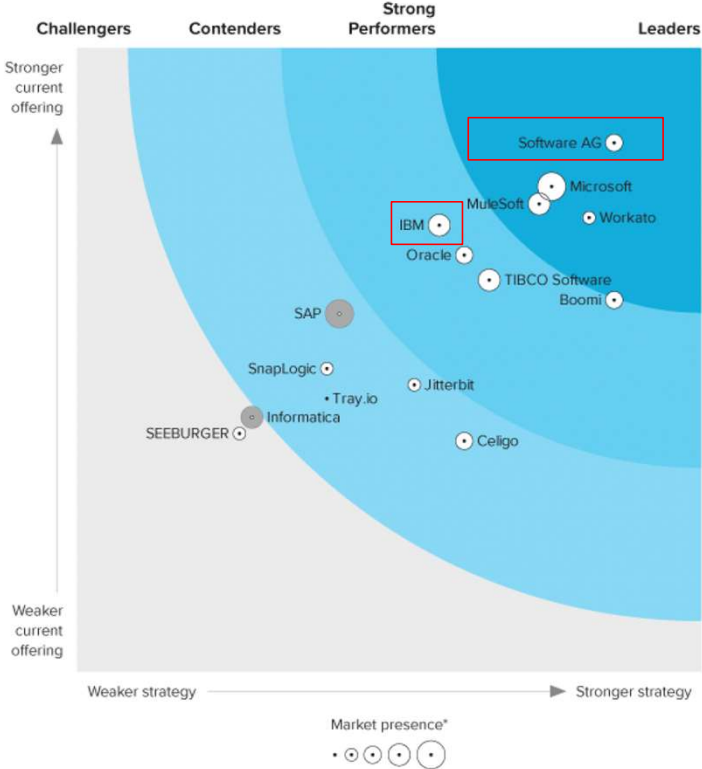 Challengers
Contenders
Strong
Performers
Leaders
Stronger
current
offering
Software AG
Microsoft
MuleSoft
Workato
IBM
Oracle
TIBCO Software
Boomi
SAP
SnapLogic
Jitterbit
Tray.io
Informatica
SEEBURGER
Celigo
Weaker
current
offering
Weaker strategy
Stronger strategy
Market presence*